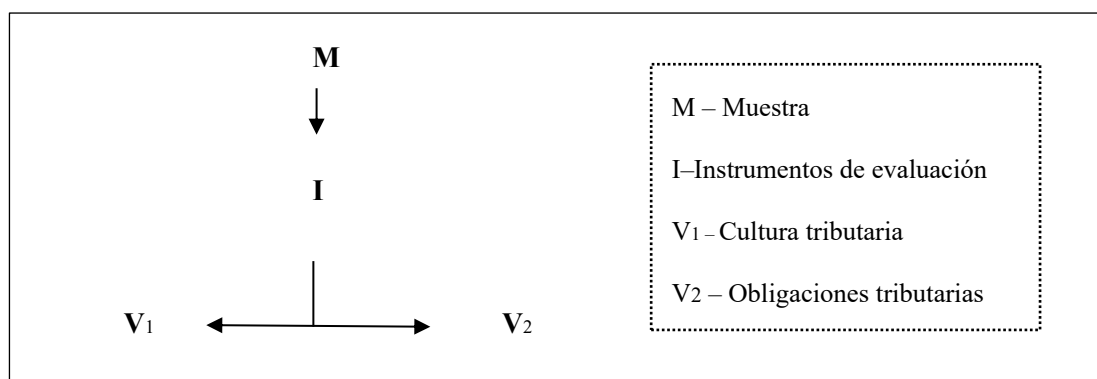 M
I
V1
V2
M – Muestra
I–Instrumentos de evaluación
V1 – Cultura tributaria
V2 – Obligaciones tributarias